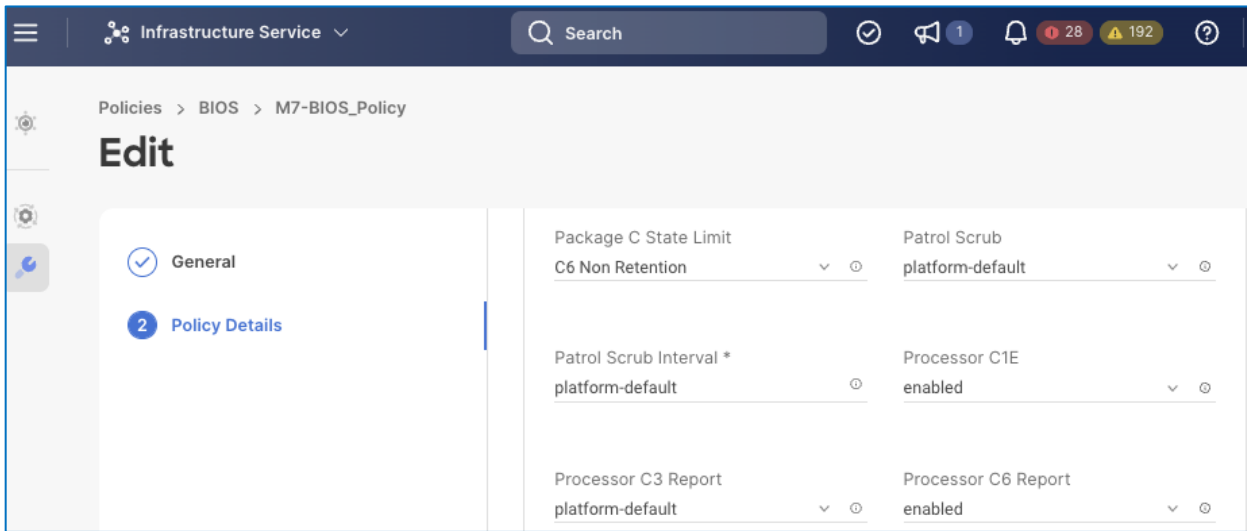 Infrastructure Service
Search
1
28
192
Policies > BIOS > M7-BIOS_Policy
Edit
General
2 Policy Details
Package C State Limit
C6 Non Retention
Patrol Scrub
platform-default
Patrol Scrub Interval *
platform-default
Processor C1E
enabled
Processor C3 Report
platform-default
Processor C6 Report
enabled